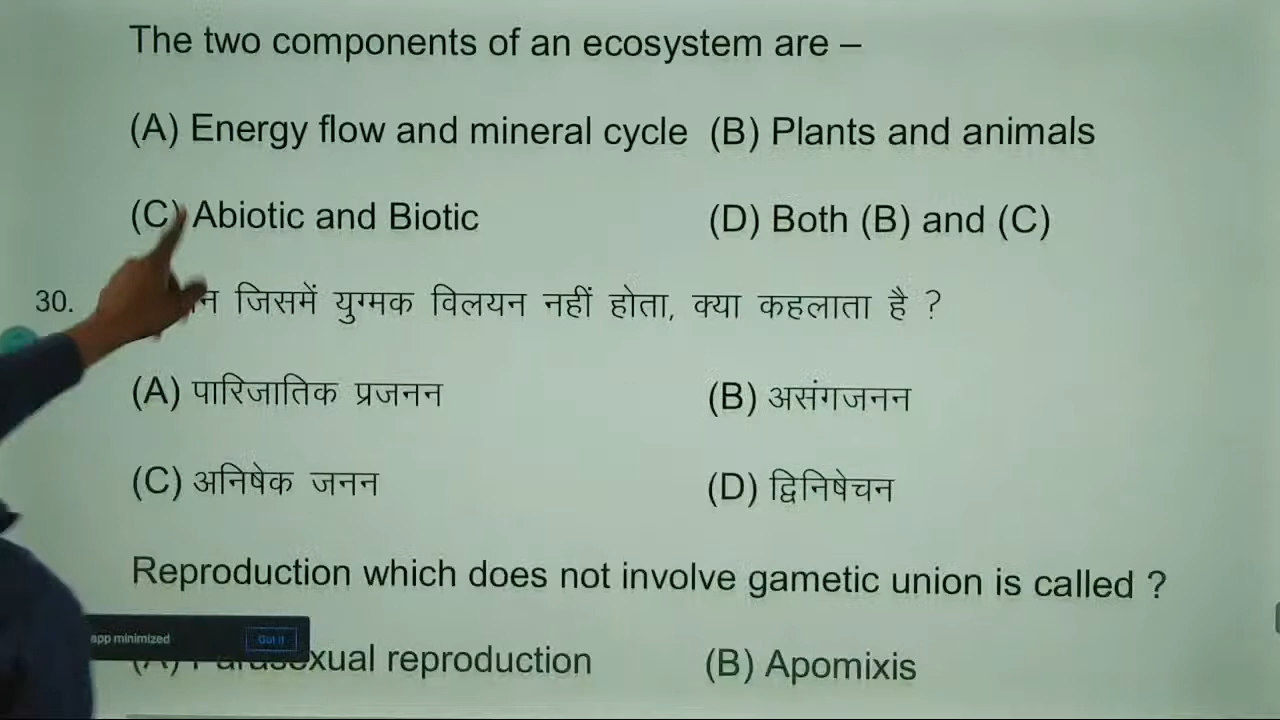 The two components of an ecosystem are –
(A) Energy flow and mineral cycle (B) Plants and animals
(C) Abiotic and Biotic (D) Both (B) and (C)
30. जिसमें युग्मक विलयन नहीं होता, क्या कहलाता है ?
(A) पारिजातिक प्रजनन (B) असंगजनन
(C) अनिषेक जनन (D) द्विनिषेचन
Reproduction which does not involve gametic union is called ?
app minimized Got it
(A) Parasexual reproduction (B) Apomixis